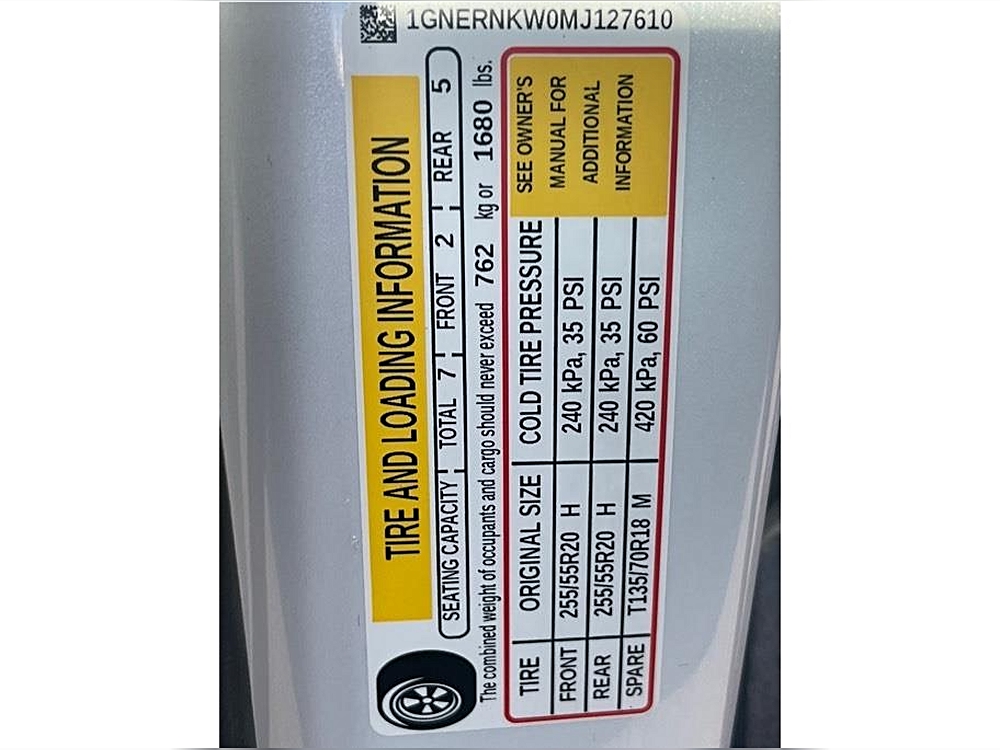 1GNERNKW0MJ127610
TIRE AND LOADING INFORMATION
SEATING CAPACITY TOTAL 7 FRONT 2 REAR 5
The combined weight of occupants and cargo should never exceed 762 kg or 1680 lbs.
TIRE ORIGINAL SIZE COLD TIRE PRESSURE
FRONT 255/55R20 H 240 kPa, 35 PSI
REAR 255/55R20 H 240 kPa, 35 PSI
SPARE T135/70R18 M 420 kPa, 60 PSI
SEE OWNER'S
MANUAL FOR
ADDITIONAL
INFORMATION